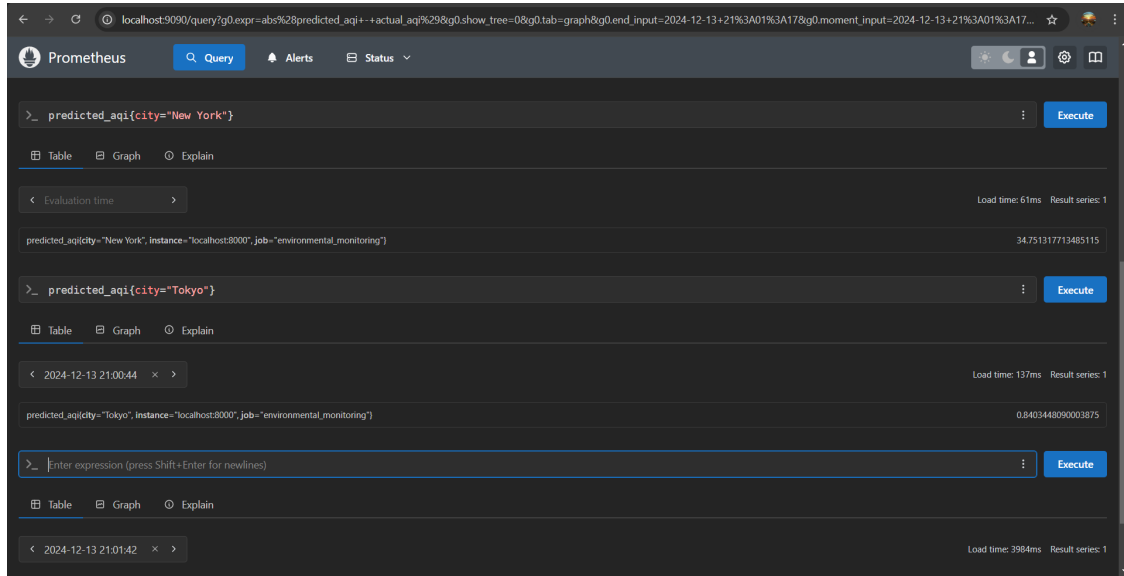 localhost:9090/query?g0.expr=abs%28predicted_aqi+-+actual_aqi%29&g0.show_tree=0&g0.tab=graph&g0.end_input=2024-12-13+21%3A01%3A17&g0.moment_input=2024-12-13+21%3A01%3A17...
Prometheus Query Alerts Status
>_ predicted_aqi{city="New York"} Execute
Table Graph Explain
< Evaluation time > Load time: 61ms Result series: 1
predicted_aqi{city="New York", instance="localhost:8000", job="environmental_monitoring"} 34.751317713485115
>_ predicted_aqi{city="Tokyo"} Execute
Table Graph Explain
< 2024-12-13 21:00:44 × > Load time: 137ms Result series: 1
predicted_aqi{city="Tokyo", instance="localhost:8000", job="environmental_monitoring"} 0.8403448090003875
>_ Enter expression (press Shift+Enter for newlines) Execute
Table Graph Explain
< 2024-12-13 21:01:42 × > Load time: 3984ms Result series: 1